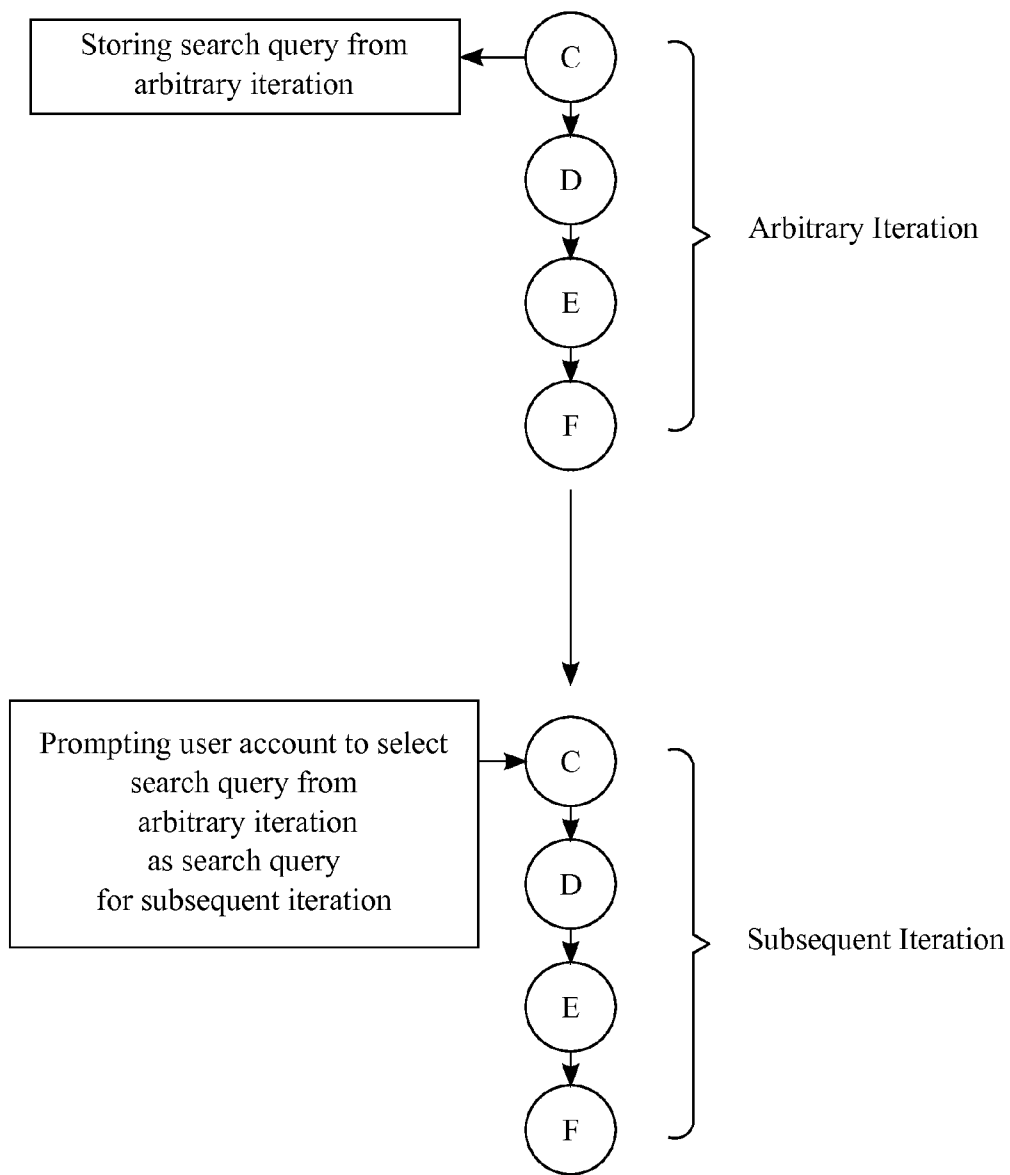 Storing search query from
arbitrary iteration
C
D
E
F
Arbitrary Iteration
Prompting user account to select
search query from
arbitrary iteration
as search query
for subsequent iteration
C
D
E
F
Subsequent Iteration